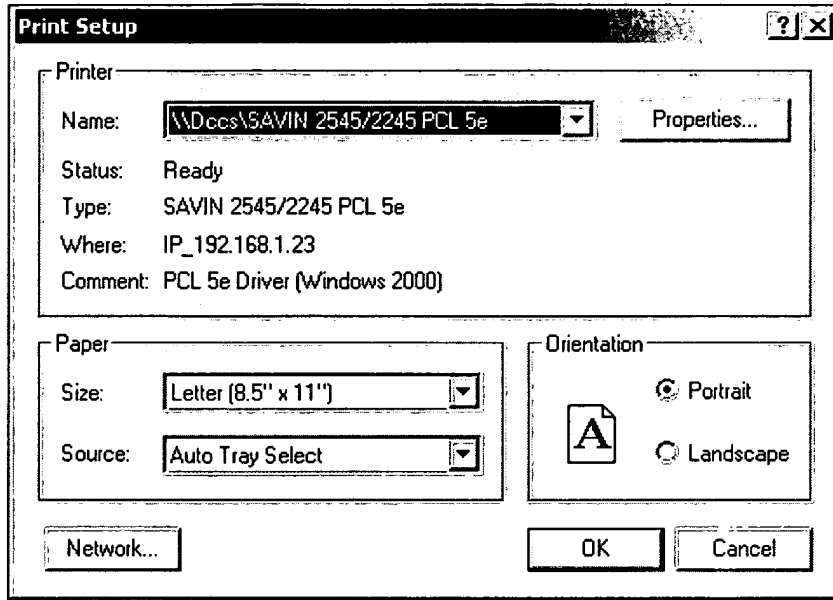 Print Setup
Printer
Name: \\Dccs\SAVIN 2545/2245 PCL 5e Properties...
Status: Ready
Type: SAVIN 2545/2245 PCL 5e
Where: IP_192.168.1.23
Comment: PCL 5e Driver (Windows 2000)
Paper
Size: Letter (8.5" x 11")
Source: Auto Tray Select
Orientation
A
Portrait
Landscape
Network... OK Cancel